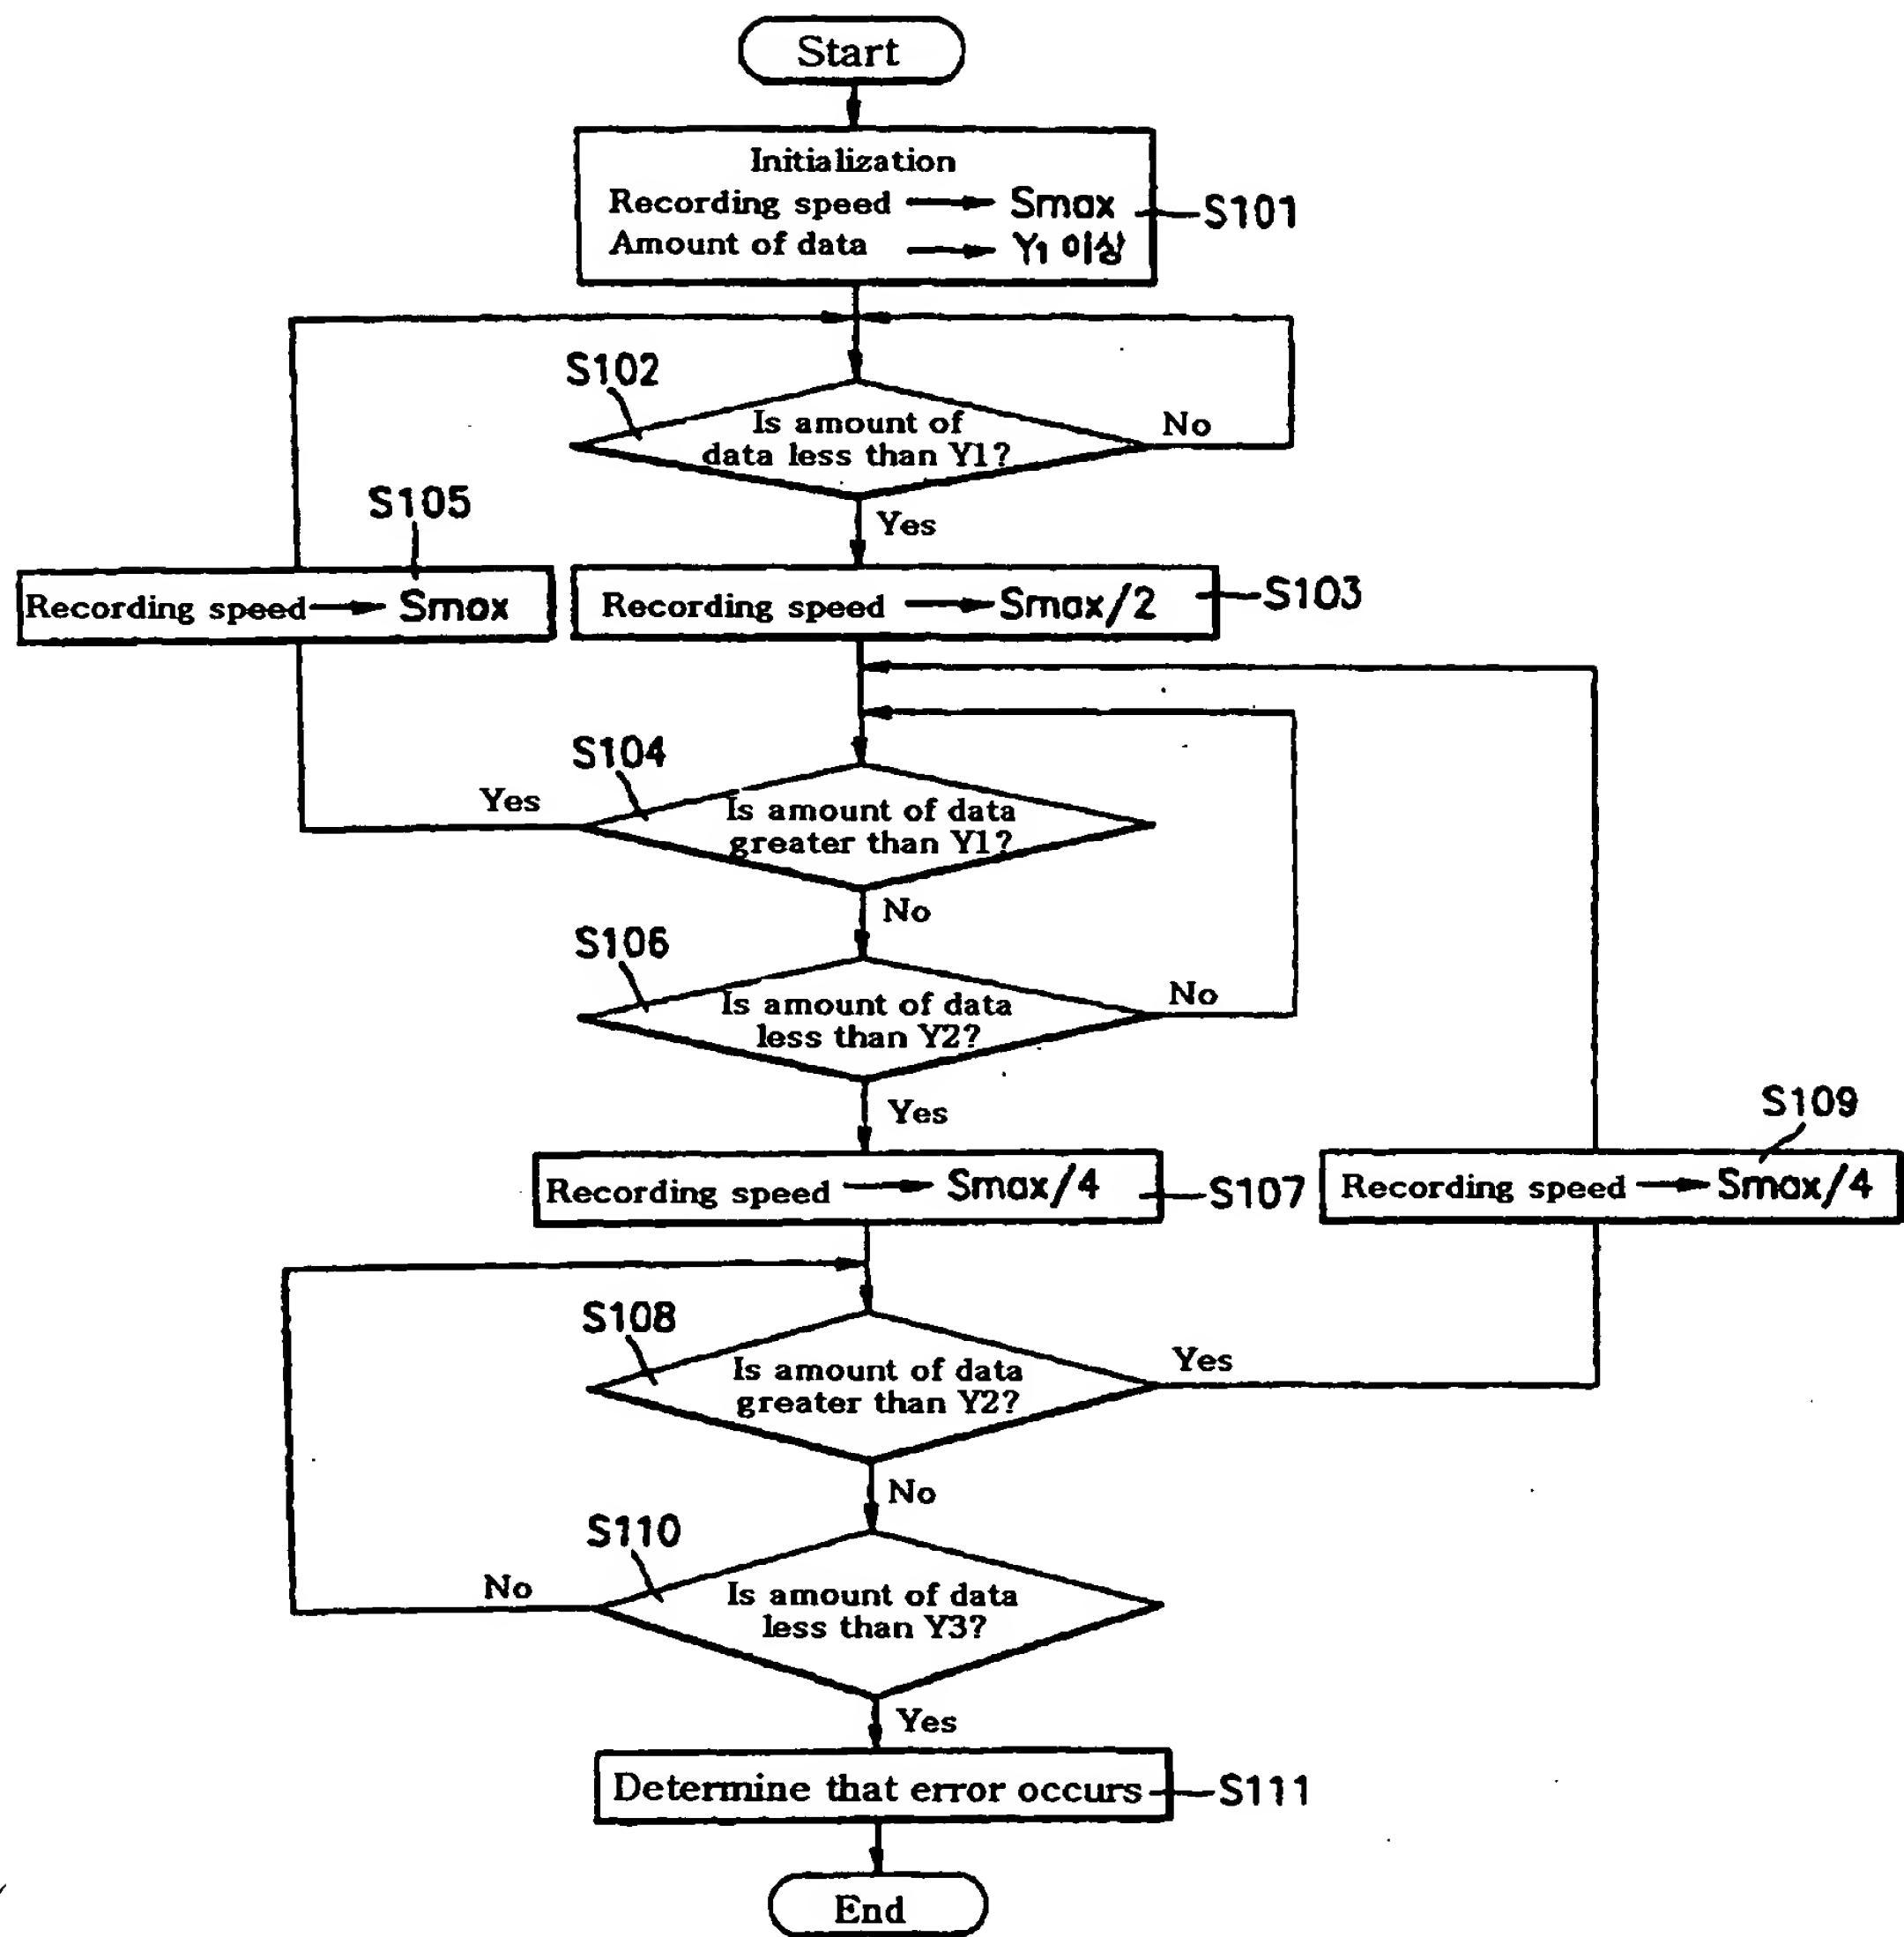 Start
Initialization
Recording speed → Smax
S101
Amount of data → Y1 이상
S102
Is amount of
data less than Y1?
No
Yes
S105
Recording speed → Smax
Recording speed → Smax/2
S103
S104
Is amount of data
greater than Y1?
Yes
No
S106
Is amount of data
less than Y2?
No
Yes
Recording speed → Smax/4
S107
S109
Recording speed → Smax/4
S108
Is amount of data
greater than Y2?
Yes
No
S110
Is amount of data
less than Y3?
No
Yes
Determine that error occurs
S111
End